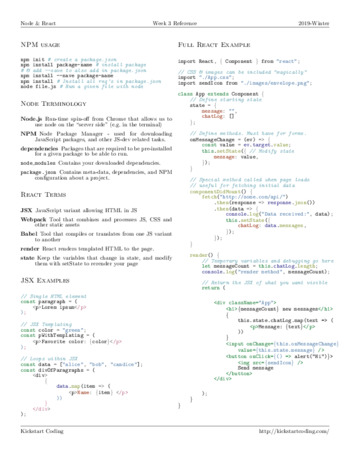 Node & React
Week 3 Reference
2019-Winter
NPM usage
npm init # create a package.json
npm install package-name # install package
# @ add --save to also add to package.json
npm install --save package-name
npm install # Install all req's in package.json
node file.js # Run a given file with node
Node Terminology
Node.js Run-time spin-off from Chrome that allows us to
use node on the "server side" (e.g. in the terminal)
NPM Node Package Manager - used for downloading
JavaScript packages, and other JS-dev related tasks.
dependencies Packages that are required to be pre-installed
for a given package to be able to run.
node_modules Contains your downloaded dependencies.
package.json Contains meta-data, dependencies, and NPM
configuration about a project.
React Terms
JSX JavaScript variant allowing HTML in JS
Webpack Tool that combines and processes JS, CSS and
other static assets
Babel Tool that compiles or translates from one JS variant
to another
render React renders templated HTML to the page.
state Keep the variables that change in state, and modify
them with setState to rerender your page
JSX Examples
// Simple HTML element
const paragraph = (
<p>Lorem ipsum</p>
);
// JSX Templating
const color = "green";
const pWithTemplating = (
<p>Favorite color: {color}</p>
);
// Loops within JSX
const data = ["alice", "bob", "candice"];
const divOfParagraphs = (
<div>
{
data.map(item => (
<p>Name: {item} </p>
))
}
</div>
);
Full React Example
import React, { Component } from "react";
// CSS & images can be included "magically"
import "./App.css";
import sendIcon from "./images/envelope.png";
class App extends Component {
// Define starting state
state = {
message: "",
chatLog: []
};
// Define methods. Must have for forms.
onMessageChange = (ev) => {
const value = ev.target.value;
this.setState({ // Modify state
message: value,
});
}
// Special method called when page loads
// useful for fetching initial data
componentDidMount() {
fetch("http://some.com/api/")
.then(response => response.json())
.then(data => {
console.log("Data received:", data);
this.setState({
chatLog: data.messages,
});
});
}
render() {
// Temporary variables and debugging go here
let messageCount = this.chatLog.length;
console.log("render method", messageCount);
// Return the JSX of what you want visible
return (
<div className="App">
<h1>{messageCount} new messages</h1>
{
this.state.chatLog.map(text => (
<p>Message: {text}</p>
))
}
<input onChange={this.onMessageChange}
value={this.state.message} />
<button onClick={() => alert("Hi")}>
<img src={sendIcon} />
Send message
</button>
</div>
);
}
}
Kickstart Coding
http://kickstartcoding.com/